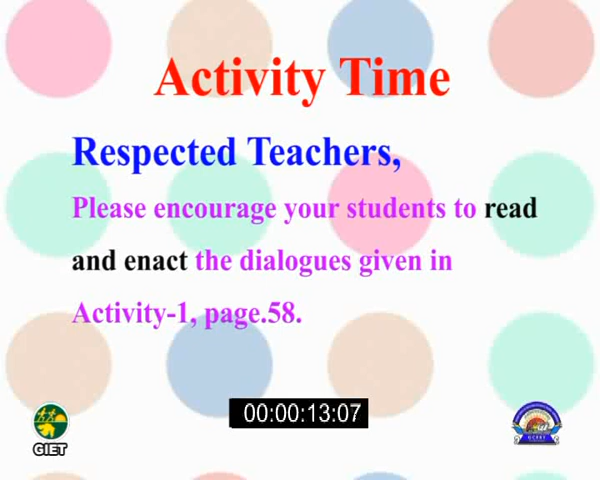 Activity Time
Respected Teachers,
Please encourage your students to read
and enact the dialogues given in
Activity-1, page.58.
00:00:13:07
GIET